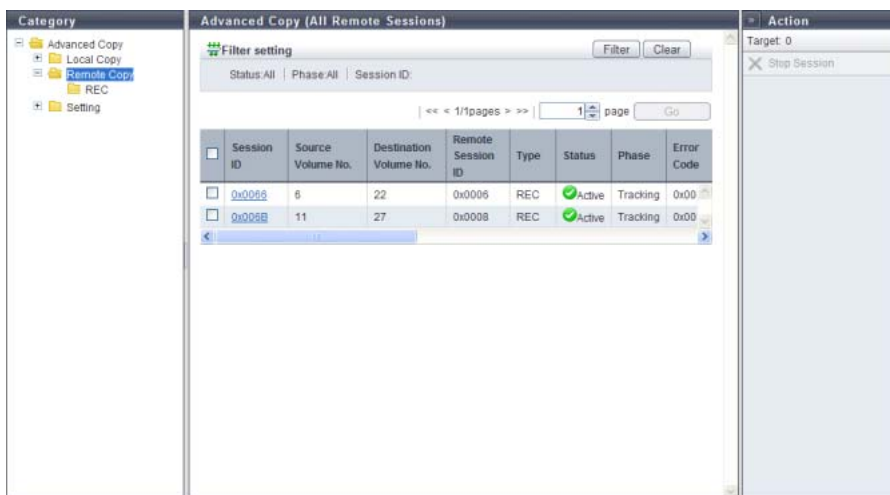 Category
Advanced Copy
Local Copy
Remote Copy
REC
Setting
Advanced Copy (All Remote Sessions)
Filter setting
Filter Clear
Status:All | Phase:All | Session ID:
| << < 1/1pages > >> | 1 page Go
Session ID Source Volume No. Destination Volume No. Remote Session ID Type Status Phase Error Code
0x0066 6 22 0x0006 REC Active Tracking 0x00
0x006B 11 27 0x0008 REC Active Tracking 0x00
» Action
Target: 0
Stop Session